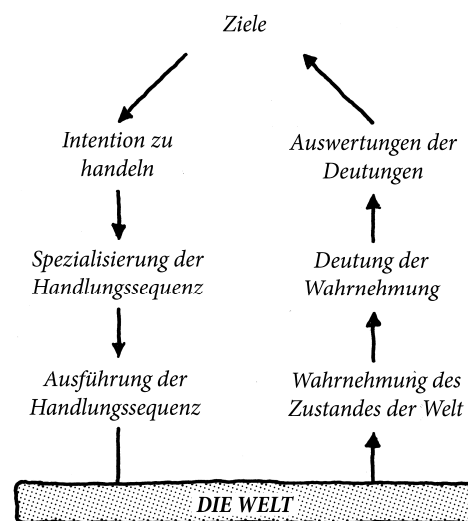 Ziele
Intention zu
handeln
Spezialisierung der
Handlungssequenz
Ausführung der
Handlungssequenz
Auswertungen der
Deutungen
Deutung der
Wahrnehmung
Wahrnehmung des
Zustandes der Welt
DIE WELT